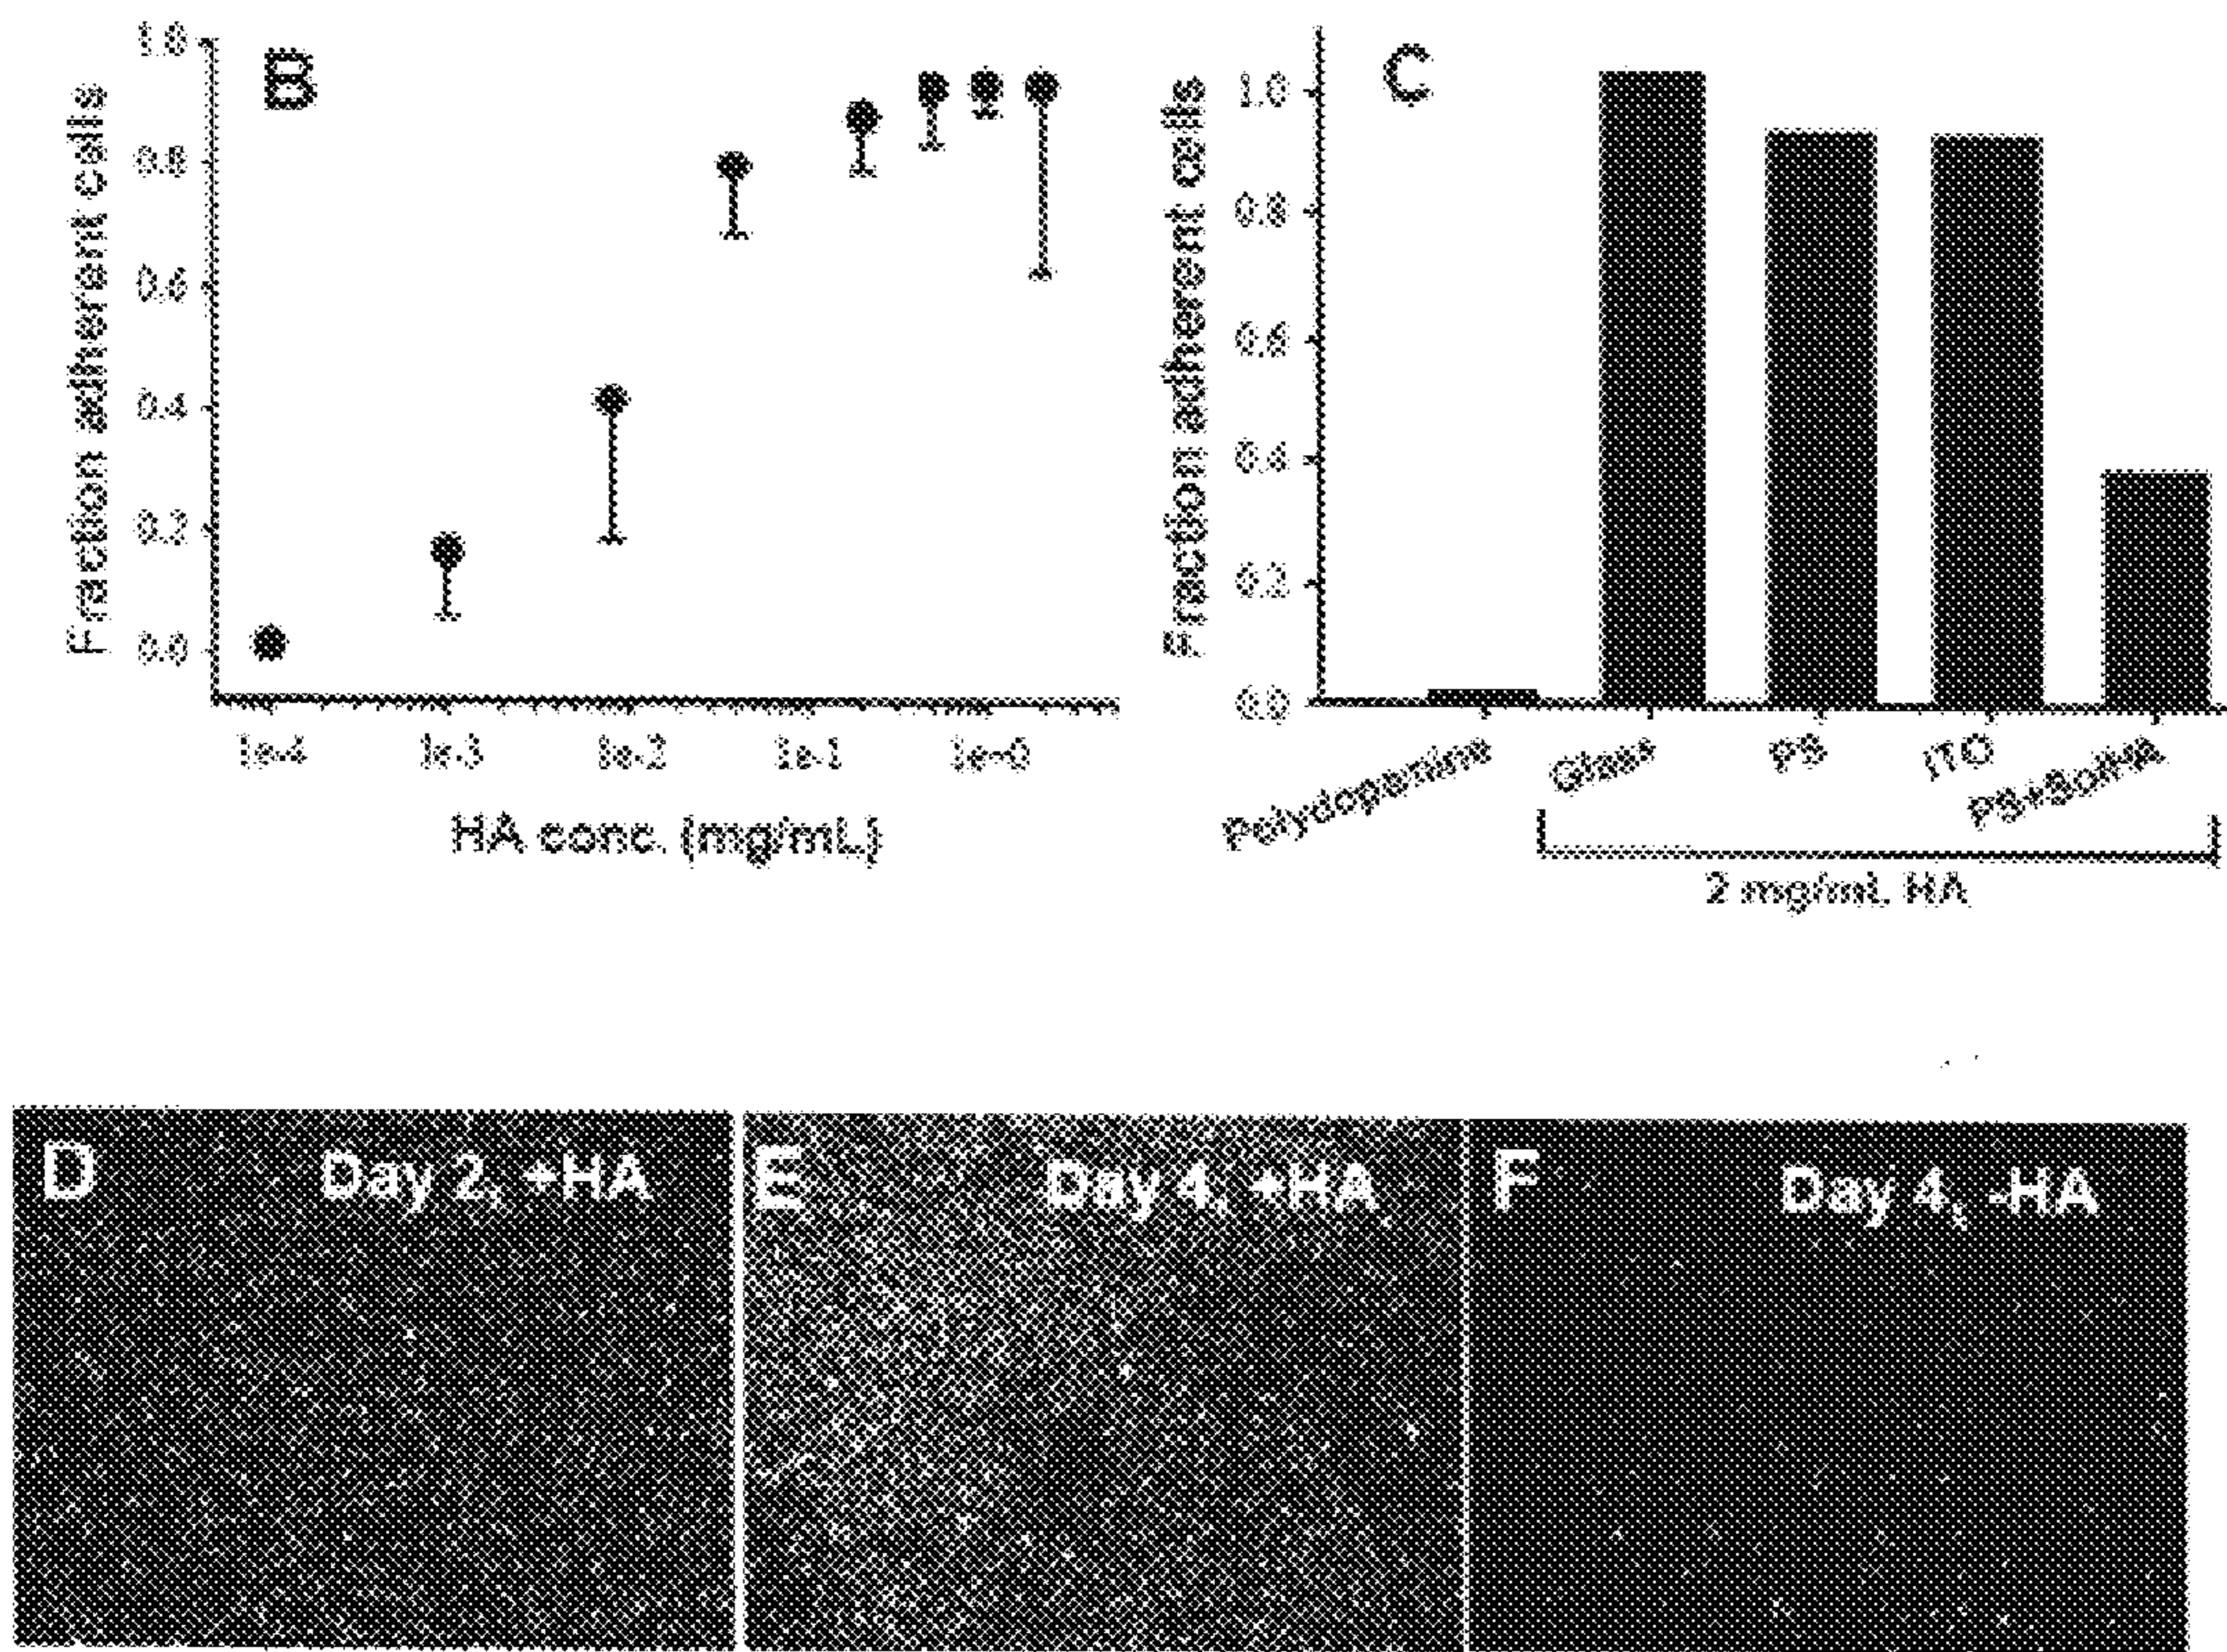 B
1.0
0.8
0.6
0.4
0.2
0.0
Fraction adherent cells
1e-4 1e-3 1e-2 1e-1 1e+0
HA conc. (mg/mL)
C
1.0
0.8
0.6
0.4
0.2
0.0
Fraction adherent cells
Polydopamine Glass PS ITO PS+SolHA
2 mg/mL HA
D Day 2, +HA
E Day 4, +HA
F Day 4, -HA